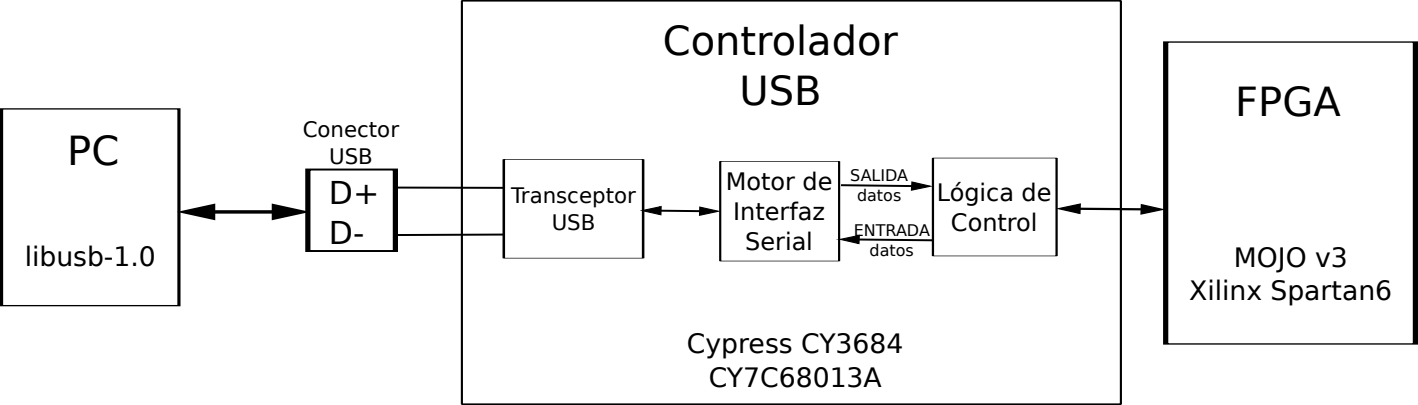 Controlador
USB
PC
libusb-1.0
Conector
USB
D+
D-
Transceptor
USB
Motor de
Interfaz
Serial
SALIDA
datos
ENTRADA
datos
Lógica de
Control
Cypress CY3684
CY7C68013A
FPGA
MOJO v3
Xilinx Spartan6